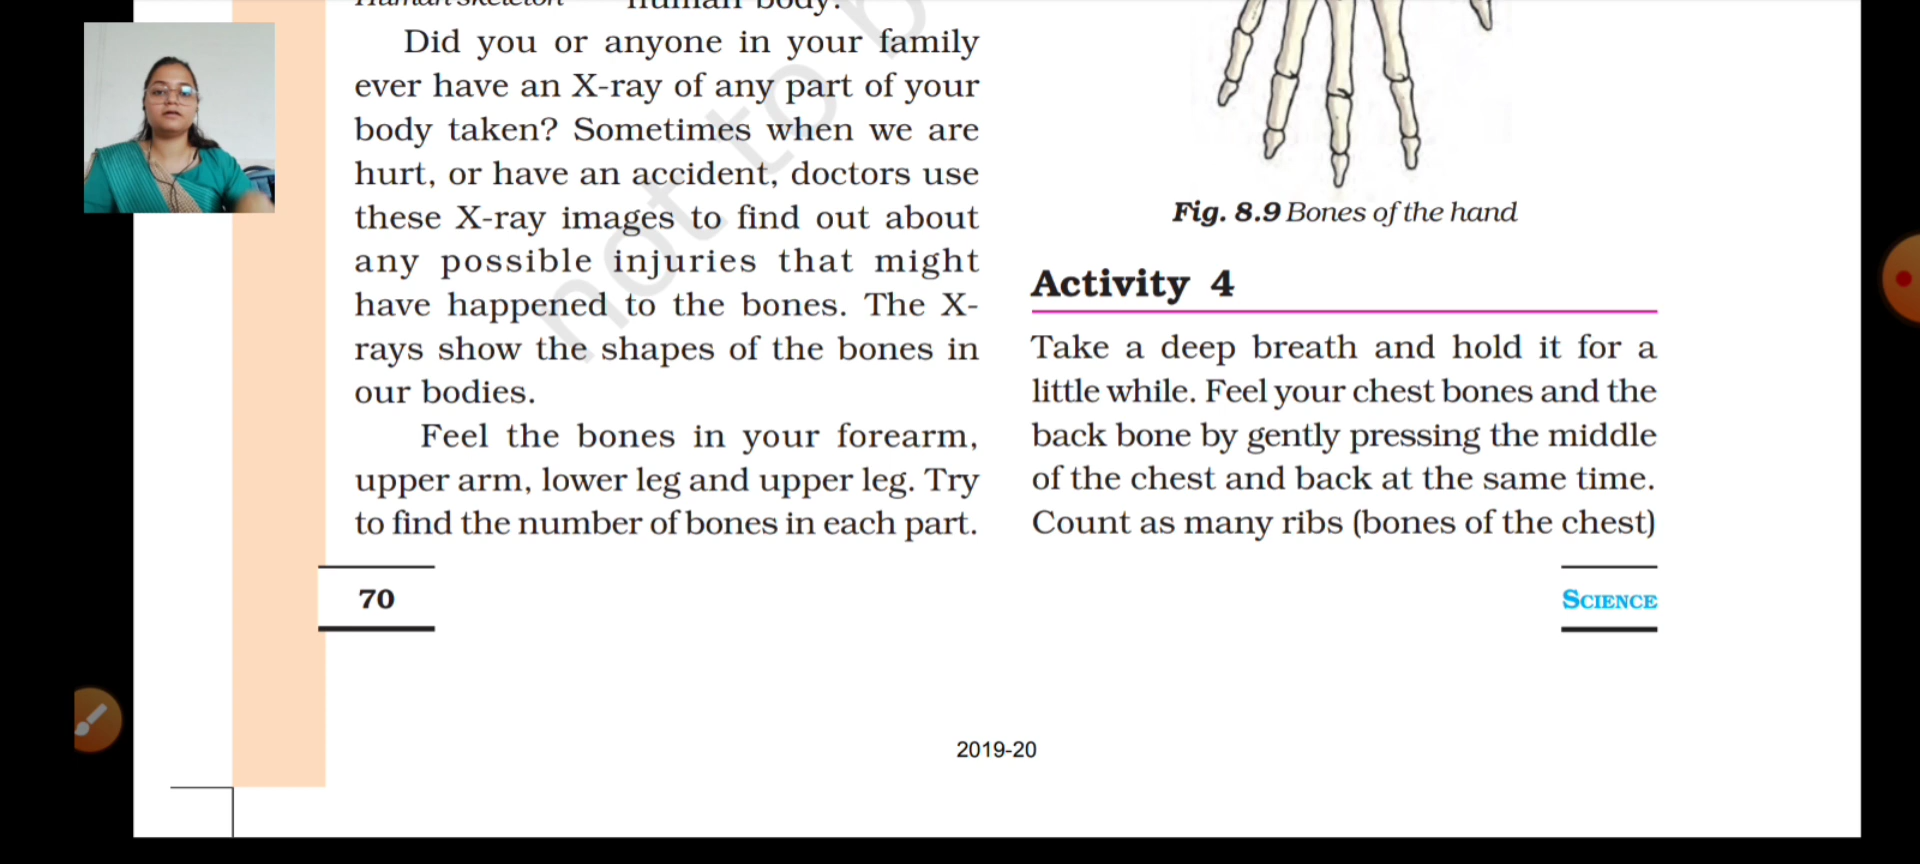 human body.
Did you or anyone in your family
ever have an X-ray of any part of your
body taken? Sometimes when we are
hurt, or have an accident, doctors use
these X-ray images to find out about
any possible injuries that might
have happened to the bones. The X-
rays show the shapes of the bones in
our bodies.
Feel the bones in your forearm,
upper arm, lower leg and upper leg. Try
to find the number of bones in each part.
70
Fig. 8.9 Bones of the hand
Activity 4
Take a deep breath and hold it for a
little while. Feel your chest bones and the
back bone by gently pressing the middle
of the chest and back at the same time.
Count as many ribs (bones of the chest)
SCIENCE
2019-20
not to b